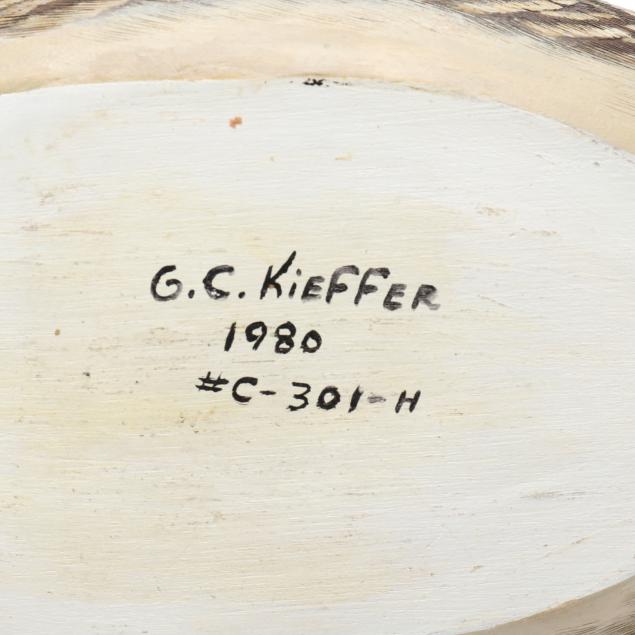 G.C. KiEFFER
1980
#C-301-H